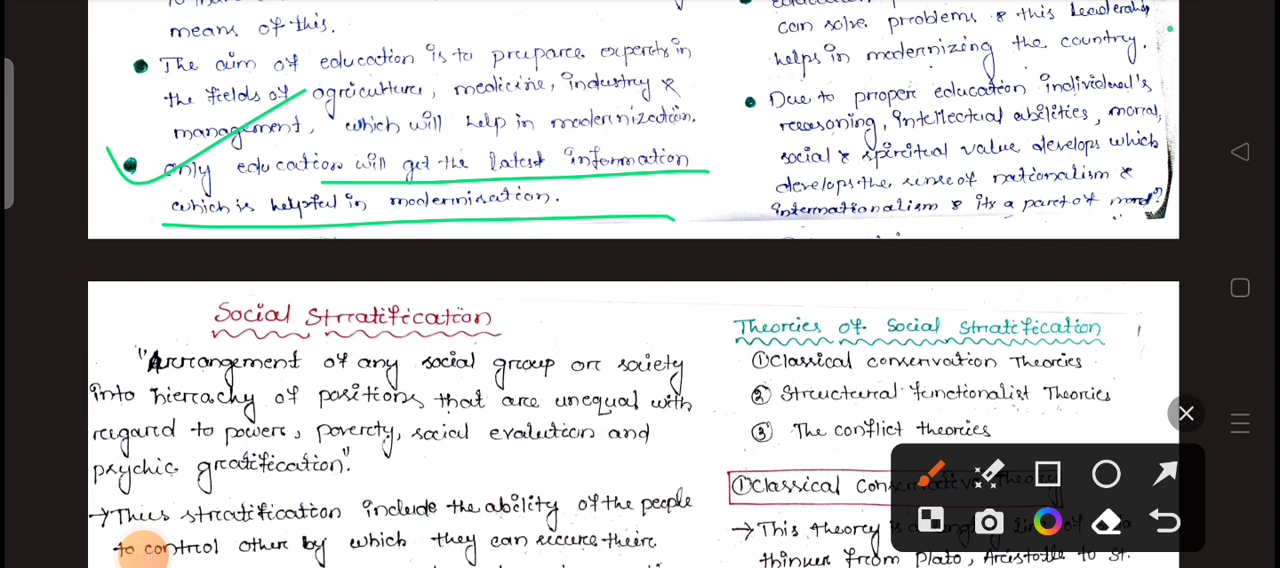 means of this.
• The aim of education is to prepare experts in
the fields of agriculture, medicine, industry &
management, which will help in modernization.
• only education will get the latest information
which is helpful in modernisation.
can solve problems & this leadership
helps in modernizing the country.
• Due to proper education individual's
reasoning, intellectual abilities, moral,
social & spiritual value develops which
develops the sense of nationalism &
internationalism & its a part of
Social Stratification
"Arrangement of any social group or society
into hierachy of positions that are unequal with
regard to powers, poverty, social evalution and
psychic gratification".
→ Thus stratification include the ability of the people
to control other by which they can secure their
Theories of Social Stratification
① Classical conservation Theories
② Structural functionalist Theories
③ The conflict theories
① Classical
→ This theory
thinker from Plato, Aristotle to St.